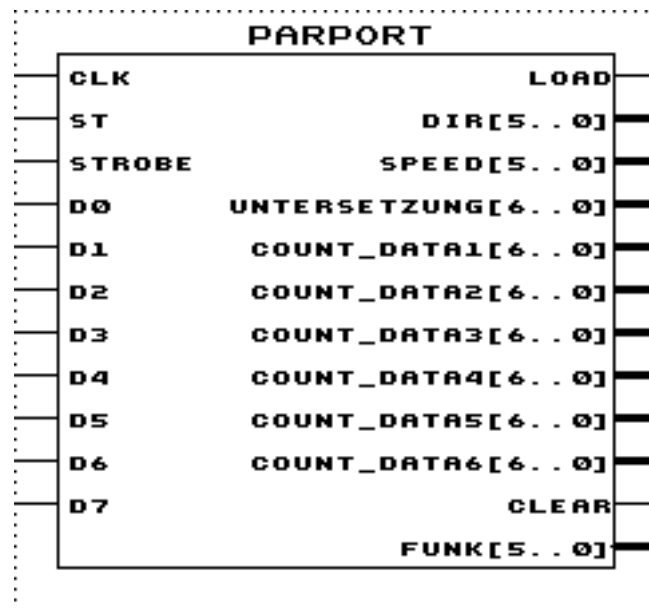 PARPORT
CLK LOAD
ST DIR[5..0]
STROBE SPEED[5..0]
D0 UNTERSETZUNG[6..0]
D1 COUNT_DATA1[6..0]
D2 COUNT_DATA2[6..0]
D3 COUNT_DATA3[6..0]
D4 COUNT_DATA4[6..0]
D5 COUNT_DATA5[6..0]
D6 COUNT_DATA6[6..0]
D7 CLEAR
FUNK[5..0]